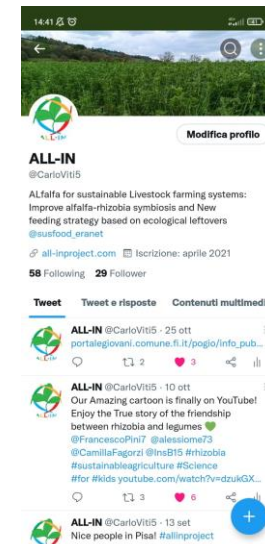 14:41
Modifica profilo
ALL-IN
@CarloViti5
ALfalfa for sustainable Livestock farming systems:
Improve alfalfa-rhizobia symbiosis and New
feeding strategy based on ecological leftovers
@susfood_eranet
all-inproject.com Iscrizione: aprile 2021
58 Following 29 Follower
Tweet Tweet e risposte Contenuti multimedi
ALL-IN @CarloViti5 · 25 ott
portalegiovani.comune.fi.it/pogio/info_pub...
2 3
ALL-IN @CarloViti5 · 10 ott
Our Amazing cartoon is finally on YouTube!
Enjoy the True story of the friendship
between rhizobia and legumes
@FrancescoPini7 @alessiome73
@CamillaFagorzi @InsB15 #rhizobia
#sustainableagriculture #Science
#for #kids youtube.com/watch?v=dzukGX...
3 6
ALL-IN @CarloViti5 · 13 set
Nice people in Pisa! #allinproject